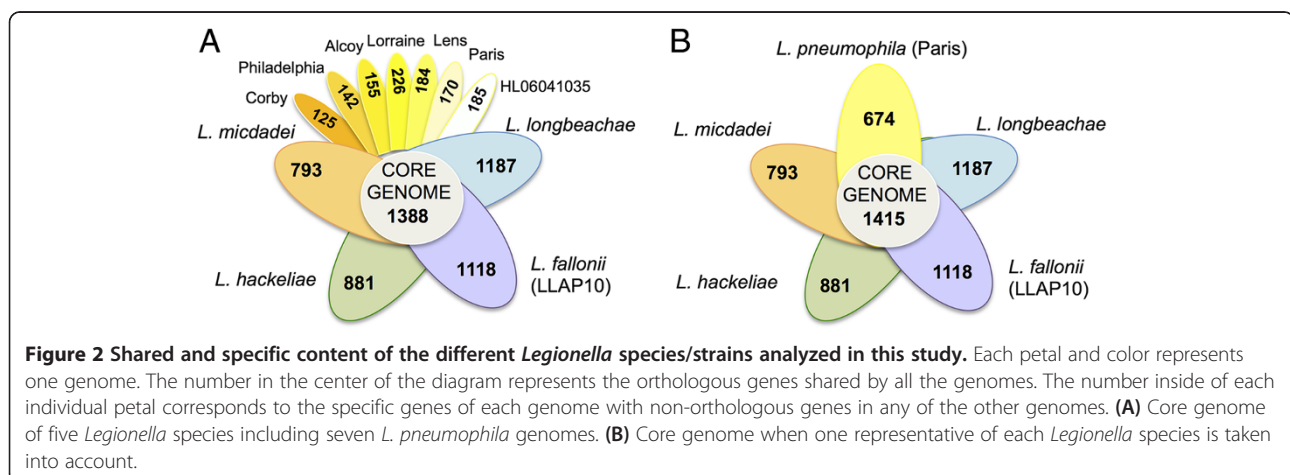 A
Corby
Philadelphia
Alcoy
Lorraine
Lens
Paris
HL06041035
125
142
155
226
184
170
185
L. micdadei
L. longbeachae
793
1187
CORE
GENOME
1388
L. hackeliae
881
1118
L. fallonii
(LLAP10)
B
L. pneumophila (Paris)
674
L. micdadei
L. longbeachae
793
1187
CORE
GENOME
1415
L. hackeliae
881
1118
L. fallonii
(LLAP10)
Figure 2 Shared and specific content of the different Legionella species/strains analyzed in this study. Each petal and color represents
one genome. The number in the center of the diagram represents the orthologous genes shared by all the genomes. The number inside of each
individual petal corresponds to the specific genes of each genome with non-orthologous genes in any of the other genomes. (A) Core genome
of five Legionella species including seven L. pneumophila genomes. (B) Core genome when one representative of each Legionella species is taken
into account.